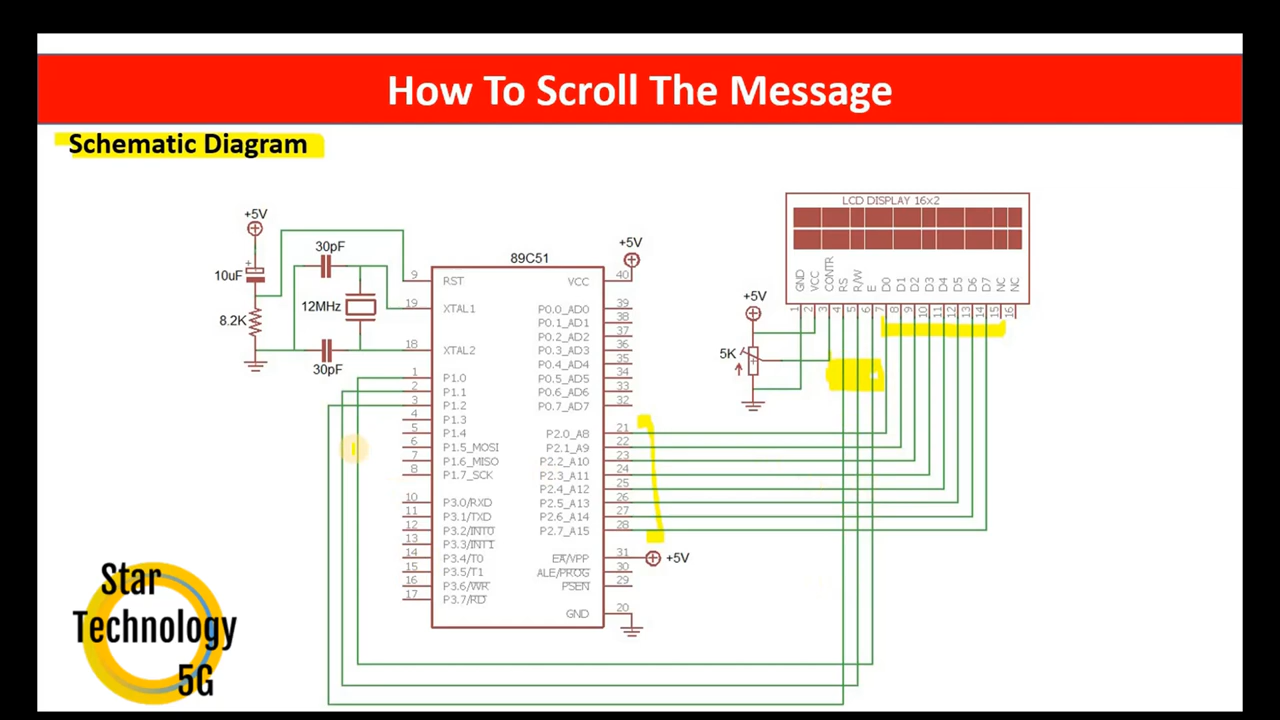 How To Scroll The Message
Schematic Diagram
+5V
10uF
+
8.2K
30pF
12MHz
30pF
89C51
+5V
9 RST
19 XTAL1
18 XTAL2
1 P1.0
2 P1.1
3 P1.2
4 P1.3
5 P1.4
6 P1.5_MOSI
7 P1.6_MISO
8 P1.7_SCK
10 P3.0/RXD
11 P3.1/TXD
12 P3.2/INT0
13 P3.3/INT1
14 P3.4/T0
15 P3.5/T1
16 P3.6/WR
17 P3.7/RD
VCC 40
P0.0_AD0 39
P0.1_AD1 38
P0.2_AD2 37
P0.3_AD3 36
P0.4_AD4 35
P0.5_AD5 34
P0.6_AD6 33
P0.7_AD7 32
P2.0_A8 21
P2.1_A9 22
P2.2_A10 23
P2.3_A11 24
P2.4_A12 25
P2.5_A13 26
P2.6_A14 27
P2.7_A15 28
EA/VPP 31 +5V
ALE/PROG 30
PSEN 29
GND 20
LCD DISPLAY 16x2
GND VCC CONTR RS R/W E D0 D1 D2 D3 D4 D5 D6 D7 NC NC
1 2 3 4 5 6 7 8 9 10 11 12 13 14 15 16
+5V
5K
Star
Technology
5G